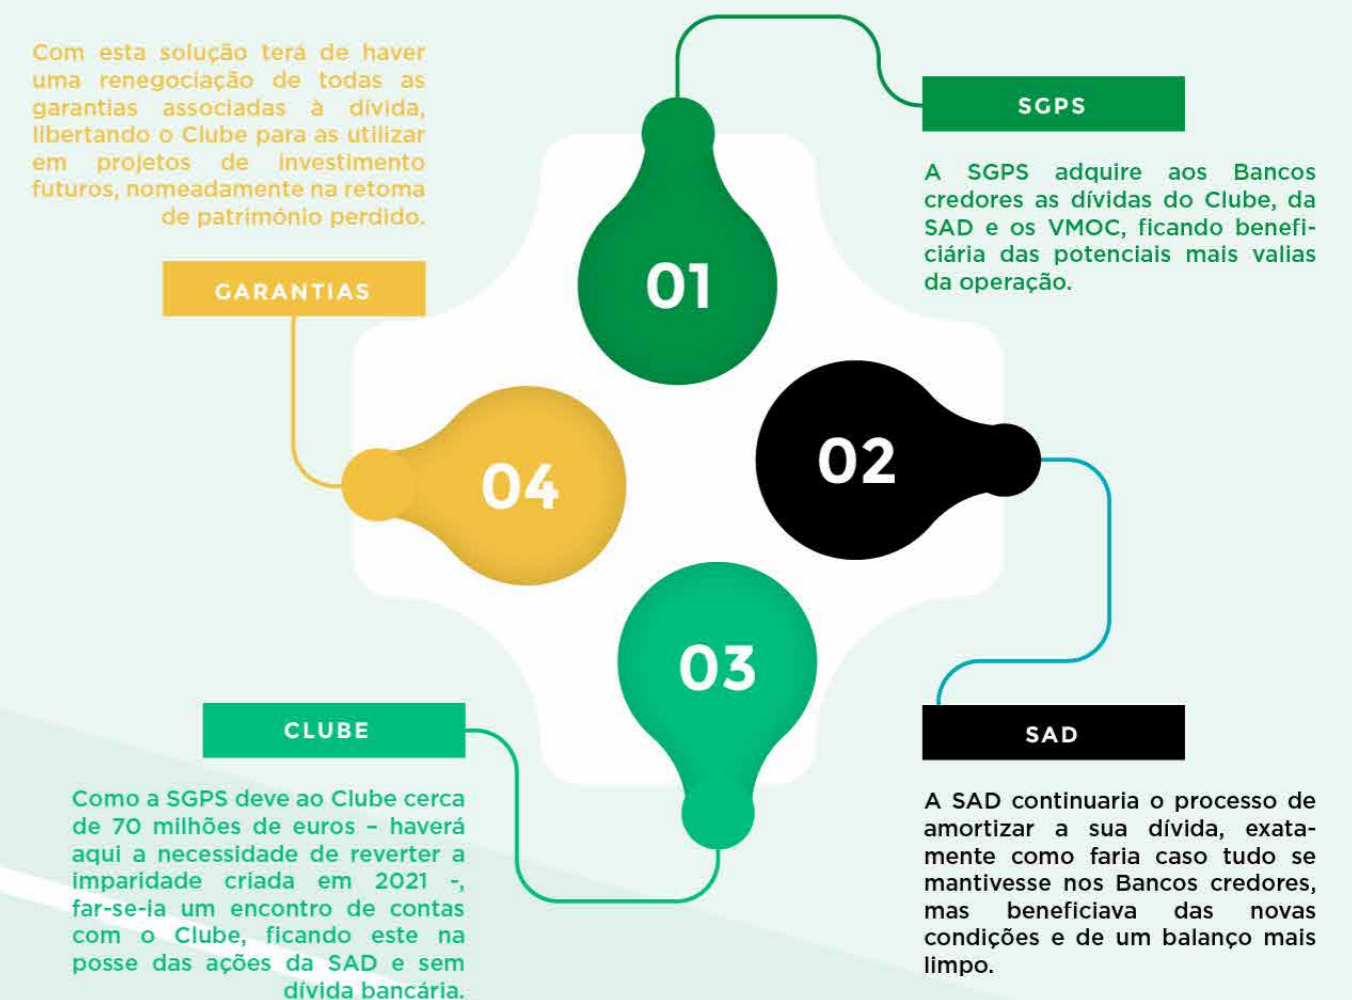 01
SGPS
A SGPS adquire aos Bancos
credores as dívidas do Clube, da
SAD e os VMOC, ficando benefi-
ciária das potenciais mais valias
da operação.
02
SAD
A SAD continuaria o processo de
amortizar a sua dívida, exata-
mente como faria caso tudo se
mantivesse nos Bancos credores,
mas beneficiava das novas
condições e de um balanço mais
limpo.
03
CLUBE
Como a SGPS deve ao Clube cerca
de 70 milhões de euros – haverá
aqui a necessidade de reverter a
imparidade criada em 2021 -,
far-se-ia um encontro de contas
com o Clube, ficando este na
posse das ações da SAD e sem
dívida bancária.
04
GARANTIAS
Com esta solução terá de haver
uma renegociação de todas as
garantias associadas à dívida,
libertando o Clube para as utilizar
em projetos de investimento
futuros, nomeadamente na retoma
de património perdido.